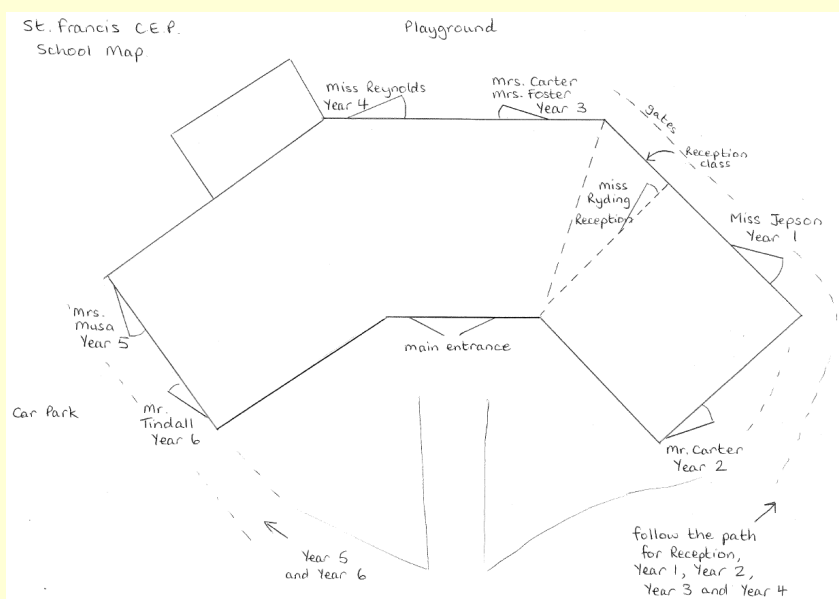 St. Francis C.E.P.
School Map
Playground
Miss Reynolds
Year 4
Mrs. Carter
Mrs. Foster
Year 3
gates
Reception
class
Miss
Ryding
Reception
Miss Jepson
Year 1
Mrs.
Musa
Year 5
main entrance
Car Park
Mr.
Tindall
Year 6
Mr. Carter
Year 2
Year 5
and Year 6
follow the path
for Reception,
Year 1, Year 2,
Year 3 and Year 4